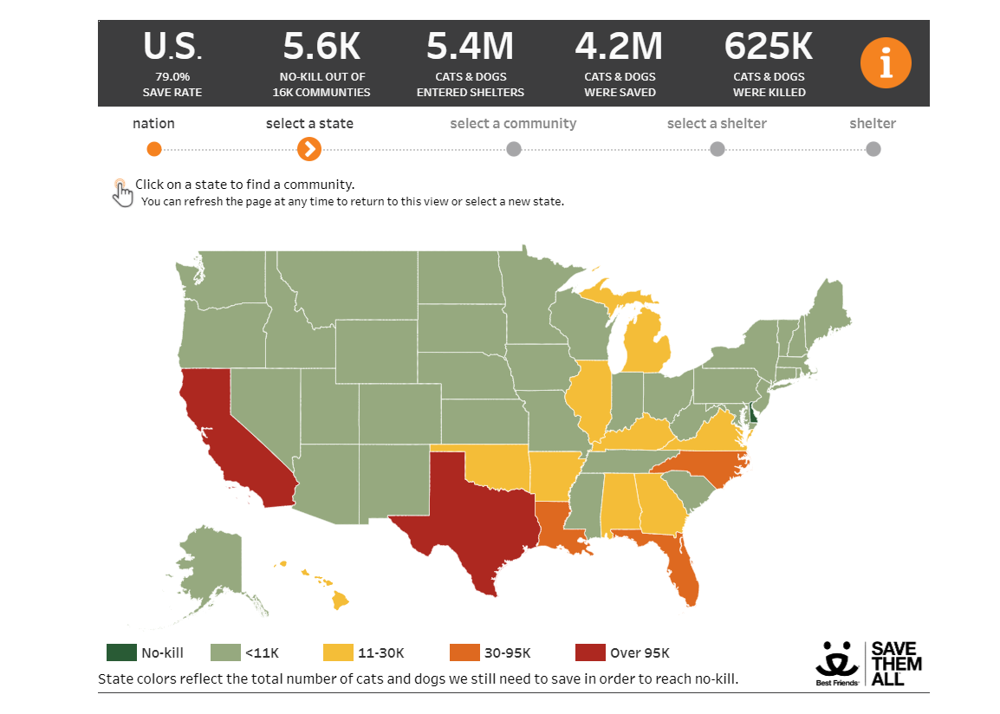 U.S.
79.0%
SAVE RATE
5.6K
NO-KILL OUT OF
16K COMMUNTIES
5.4M
CATS & DOGS
ENTERED SHELTERS
4.2M
CATS & DOGS
WERE SAVED
625K
CATS & DOGS
WERE KILLED
i
nation
select a state
select a community
select a shelter
shelter
Click on a state to find a community.
You can refresh the page at any time to return to this view or select a new state.
No-kill
<11K
11-30K
30-95K
Over 95K
State colors reflect the total number of cats and dogs we still need to save in order to reach no-kill.
Best Friends
SAVE
THEM
ALL